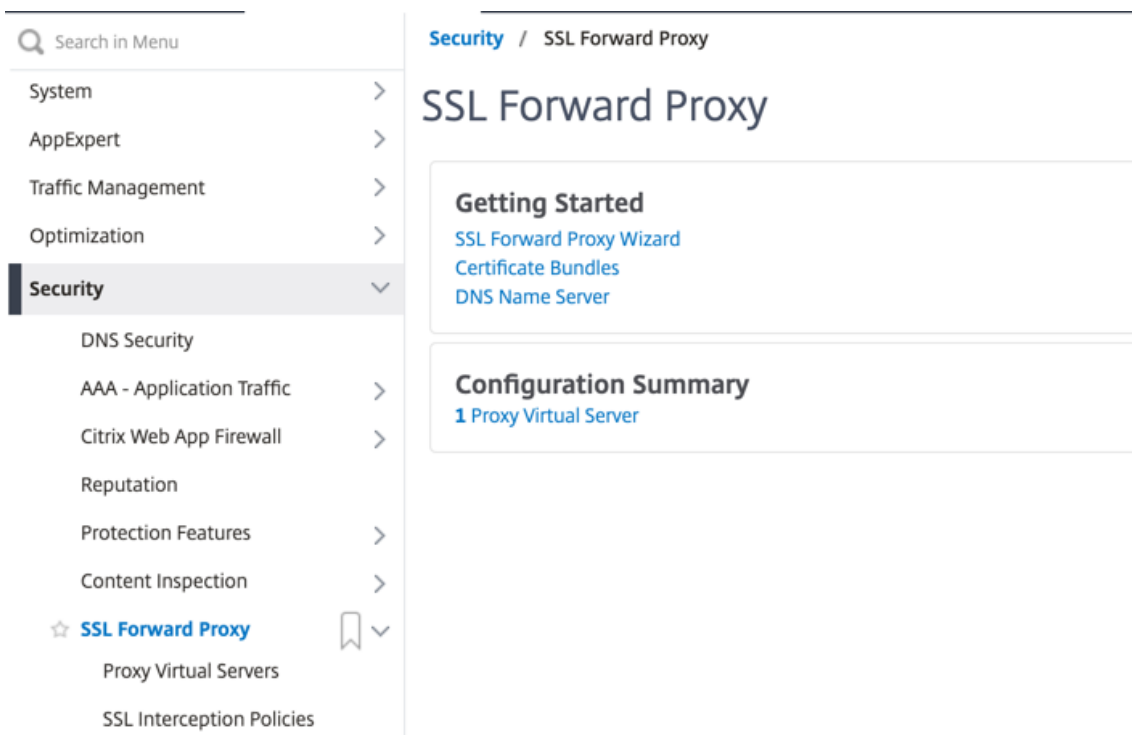 Search in Menu
System
AppExpert
Traffic Management
Optimization
Security
DNS Security
AAA - Application Traffic
Citrix Web App Firewall
Reputation
Protection Features
Content Inspection
SSL Forward Proxy
Proxy Virtual Servers
SSL Interception Policies
Security / SSL Forward Proxy
SSL Forward Proxy
Getting Started
SSL Forward Proxy Wizard
Certificate Bundles
DNS Name Server
Configuration Summary
1 Proxy Virtual Server